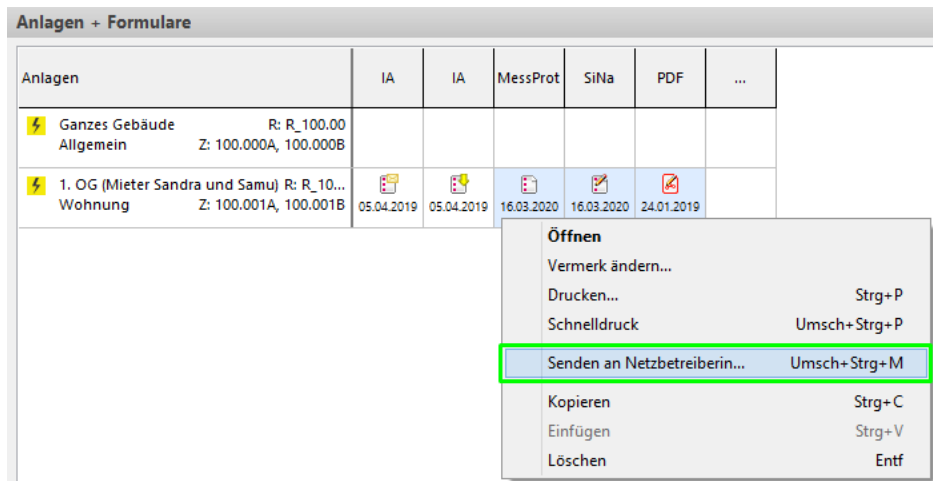 Anlagen + Formulare
Anlagen IA IA MessProt SiNa PDF ...
Ganzes Gebäude R: R_100.00
Allgemein Z: 100.000A, 100.000B
1. OG (Mieter Sandra und Samu) R: R_10...
Wohnung Z: 100.001A, 100.001B 05.04.2019 05.04.2019 16.03.2020 16.03.2020 24.01.2019
Öffnen
Vermerk ändern...
Drucken... Strg+P
Schnelldruck Umsch+Strg+P
Senden an Netzbetreiberin... Umsch+Strg+M
Kopieren Strg+C
Einfügen Strg+V
Löschen Entf